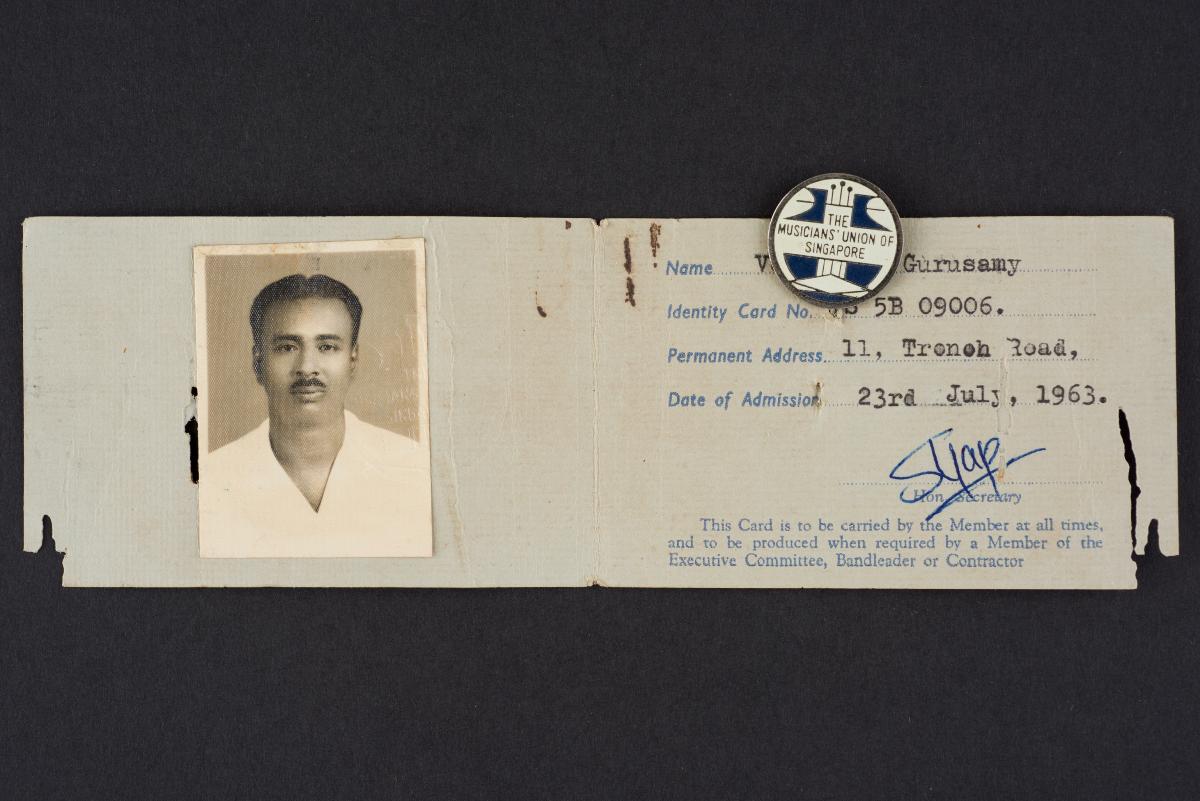 THE
MUSICIANS' UNION OF
SINGAPORE
Name V Gurusamy
Identity Card No. S 5B 09006.
Permanent Address 11, Tronoh Road,
Date of Admission 23rd July, 1963.
SYap
Hon. Secretary
This Card is to be carried by the Member at all times,
and to be produced when required by a Member of the
Executive Committee, Bandleader or Contractor